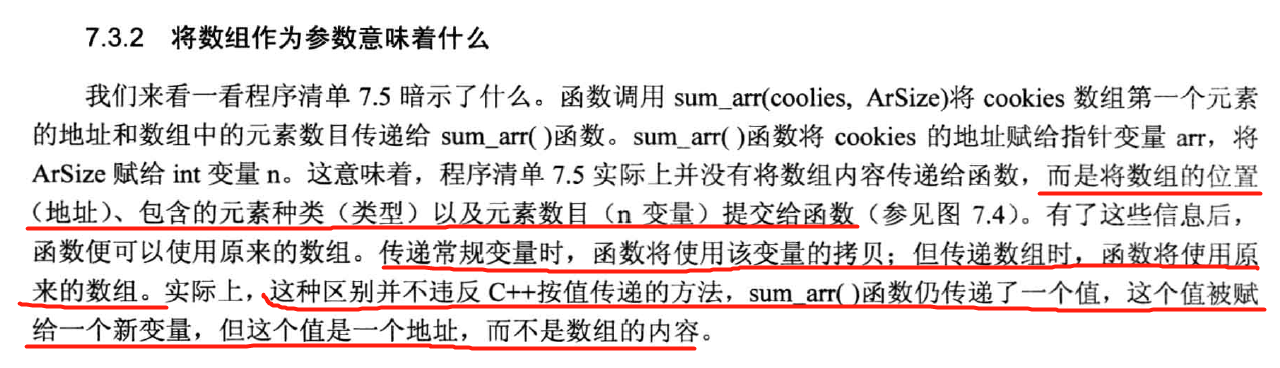 7.3.2 将数组作为参数意味着什么
我们来看一看程序清单 7.5 暗示了什么。函数调用 sum_arr(coolies, ArSize)将 cookies 数组第一个元素
的地址和数组中的元素数目传递给 sum_arr( )函数。sum_arr( )函数将 cookies 的地址赋给指针变量 arr，将
ArSize 赋给 int 变量 n。这意味着，程序清单 7.5 实际上并没有将数组内容传递给函数，而是将数组的位置
（地址）、包含的元素种类（类型）以及元素数目（n 变量）提交给函数（参见图 7.4）。有了这些信息后，
函数便可以使用原来的数组。传递常规变量时，函数将使用该变量的拷贝；但传递数组时，函数将使用原
来的数组。实际上，这种区别并不违反 C++按值传递的方法，sum_arr( )函数仍传递了一个值，这个值被赋
给一个新变量，但这个值是一个地址，而不是数组的内容。